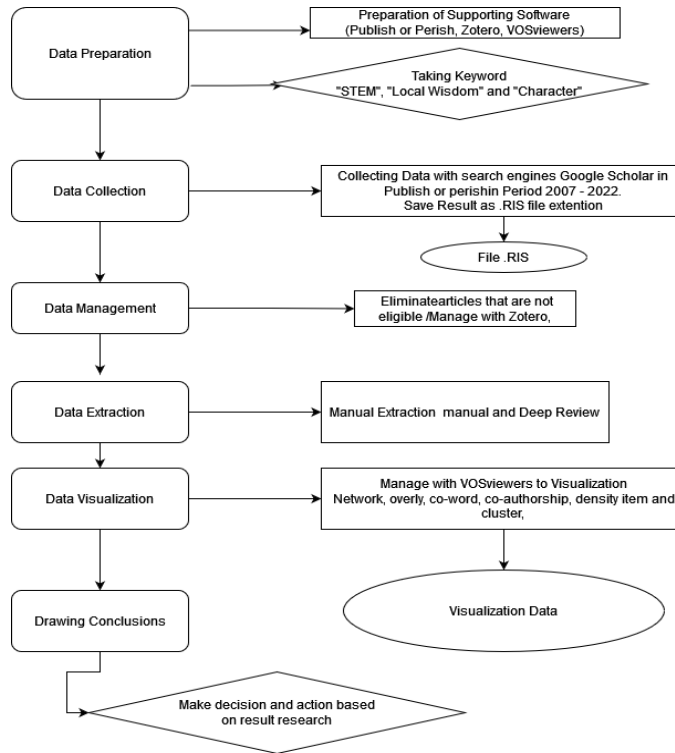 Data Preparation
Preparation of Supporting Software
(Publish or Perish, Zotero, VOSviewers)
Taking Keyword
"STEM", "Local Wisdom" and "Character"
Data Collection
Collecting Data with search engines Google Scholar in
Publish or perishin Period 2007 - 2022.
Save Result as .RIS file extention
File .RIS
Data Management
Eliminatearticles that are not
eligible /Manage with Zotero,
Data Extraction
Manual Extraction manual and Deep Review
Data Visualization
Manage with VOSviewers to Visualization
Network, overly, co-word, co-authorship, density item and
cluster,
Visualization Data
Drawing Conclusions
Make decision and action based
on result research